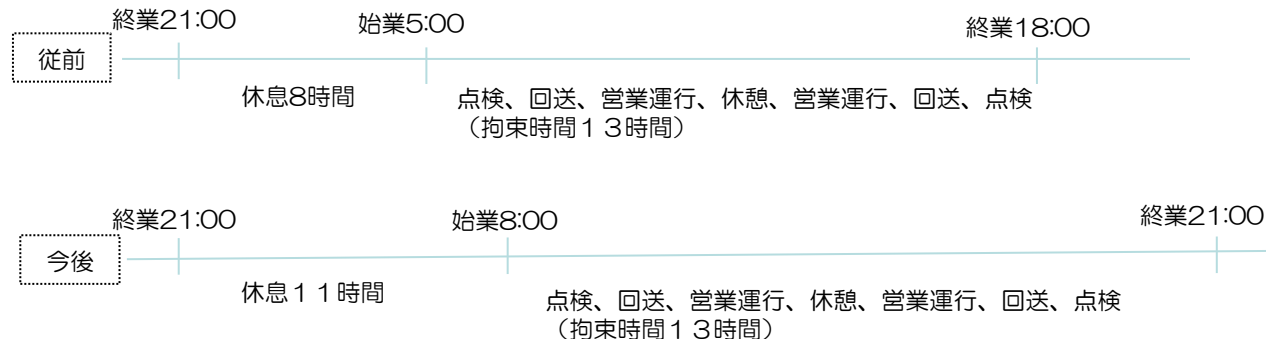 終業21:00 始業5:00 終業18:00
従前
休息8時間 点検、回送、営業運行、休憩、営業運行、回送、点検
（拘束時間１３時間）
終業21:00 始業8:00 終業21:00
今後
休息１１時間 点検、回送、営業運行、休憩、営業運行、回送、点検
（拘束時間１３時間）